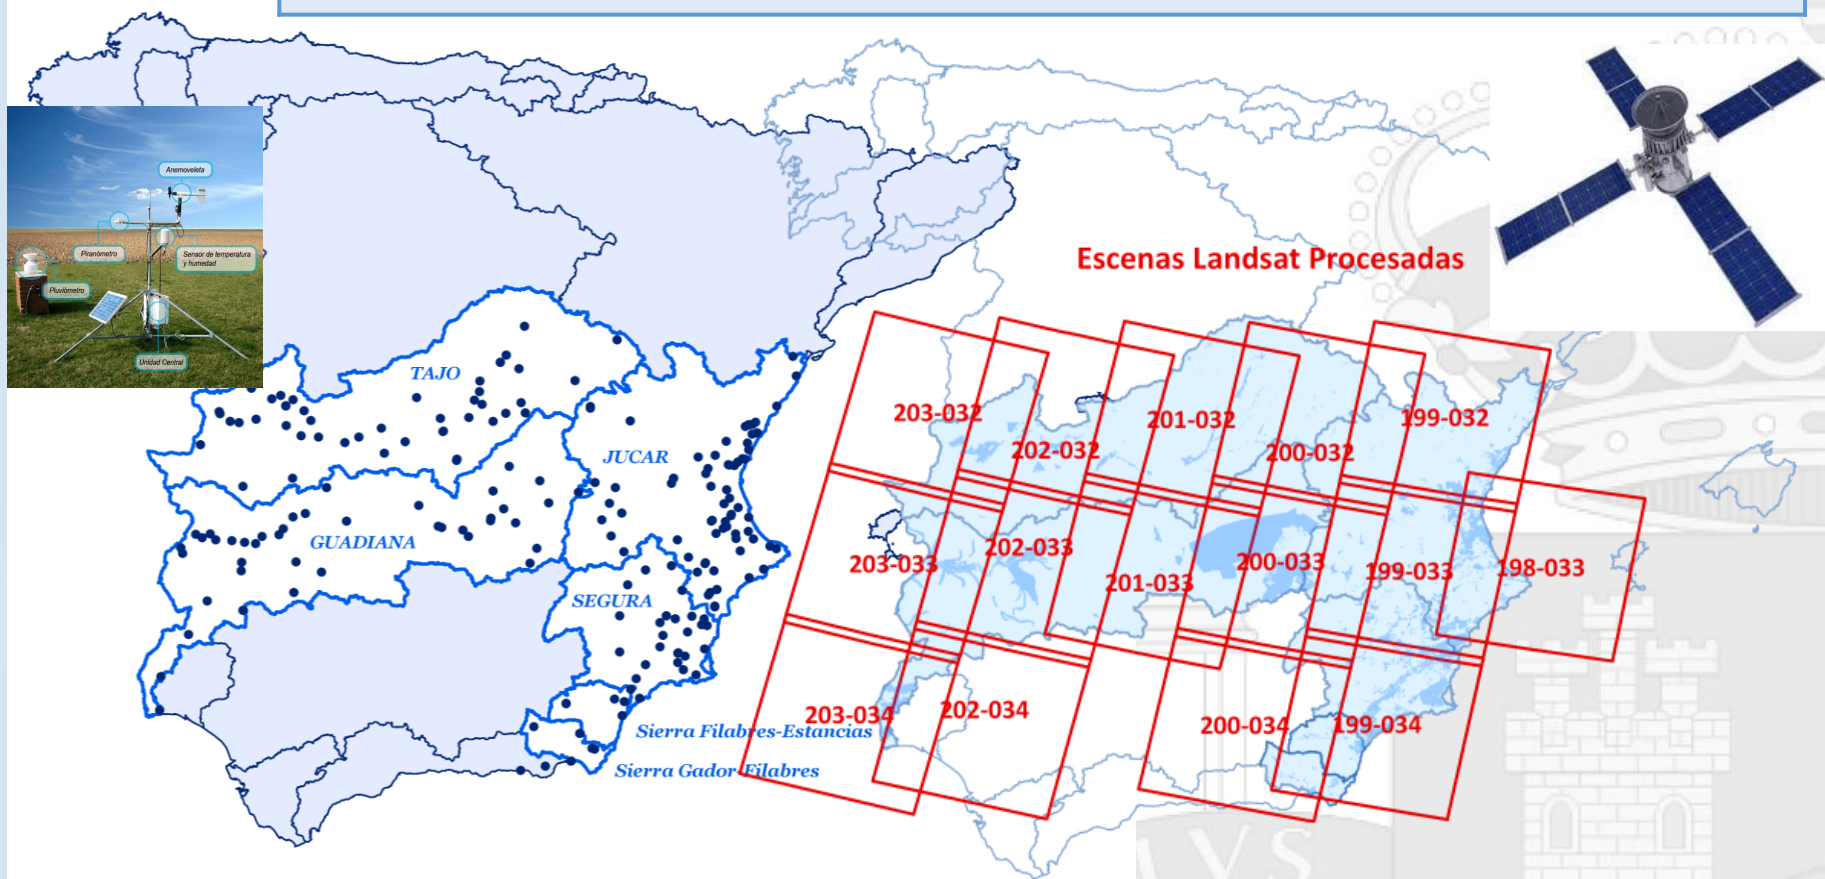 Anemoveleta
Piranómetro
Sensor de temperatura
y humedad
Pluviómetro
Unidad Central
TAJO
JUCAR
GUADIANA
SEGURA
Sierra Filabres-Estancias
Sierra Gador-Filabres
Escenas Landsat Procesadas
203-032
202-032
201-032
200-032
199-032
203-033
202-033
201-033
200-033
199-033
198-033
203-034
202-034
200-034
199-034